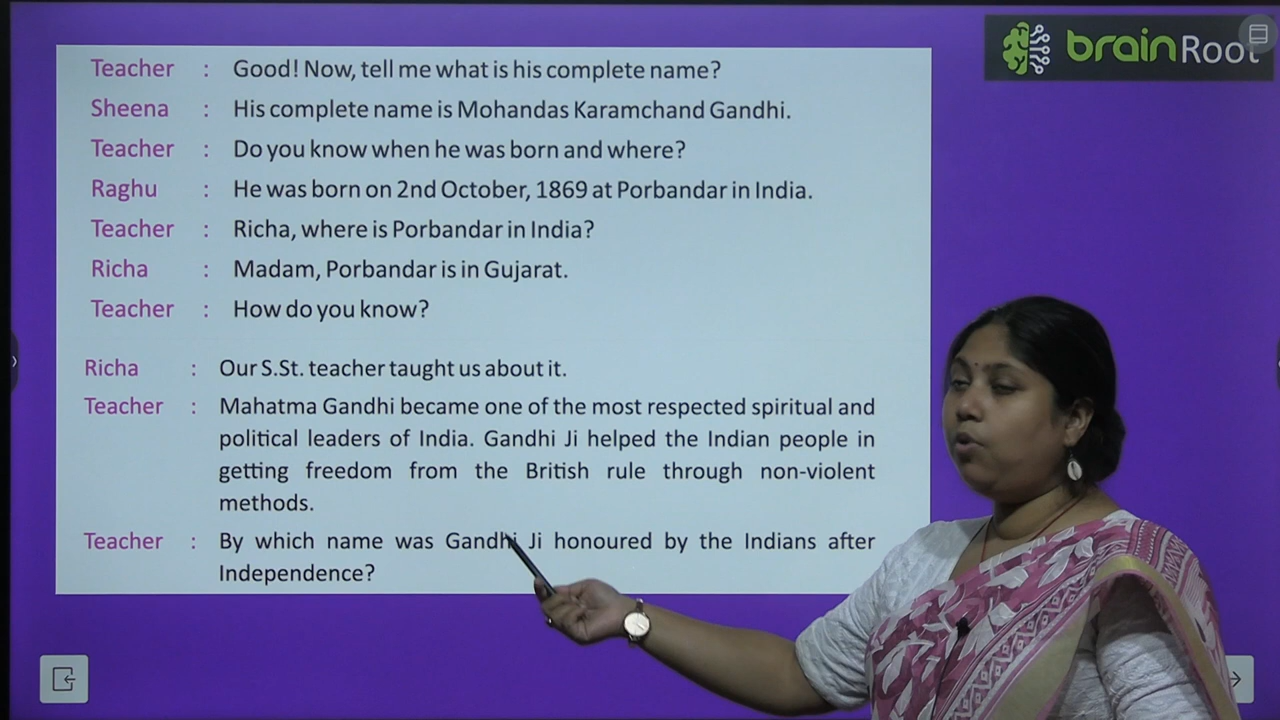 brainRoot
Teacher : Good! Now, tell me what is his complete name?
Sheena : His complete name is Mohandas Karamchand Gandhi.
Teacher : Do you know when he was born and where?
Raghu : He was born on 2nd October, 1869 at Porbandar in India.
Teacher : Richa, where is Porbandar in India?
Richa : Madam, Porbandar is in Gujarat.
Teacher : How do you know?
Richa : Our S.St. teacher taught us about it.
Teacher : Mahatma Gandhi became one of the most respected spiritual and
political leaders of India. Gandhi Ji helped the Indian people in
getting freedom from the British rule through non-violent
methods.
Teacher : By which name was Gandhi Ji honoured by the Indians after
Independence?